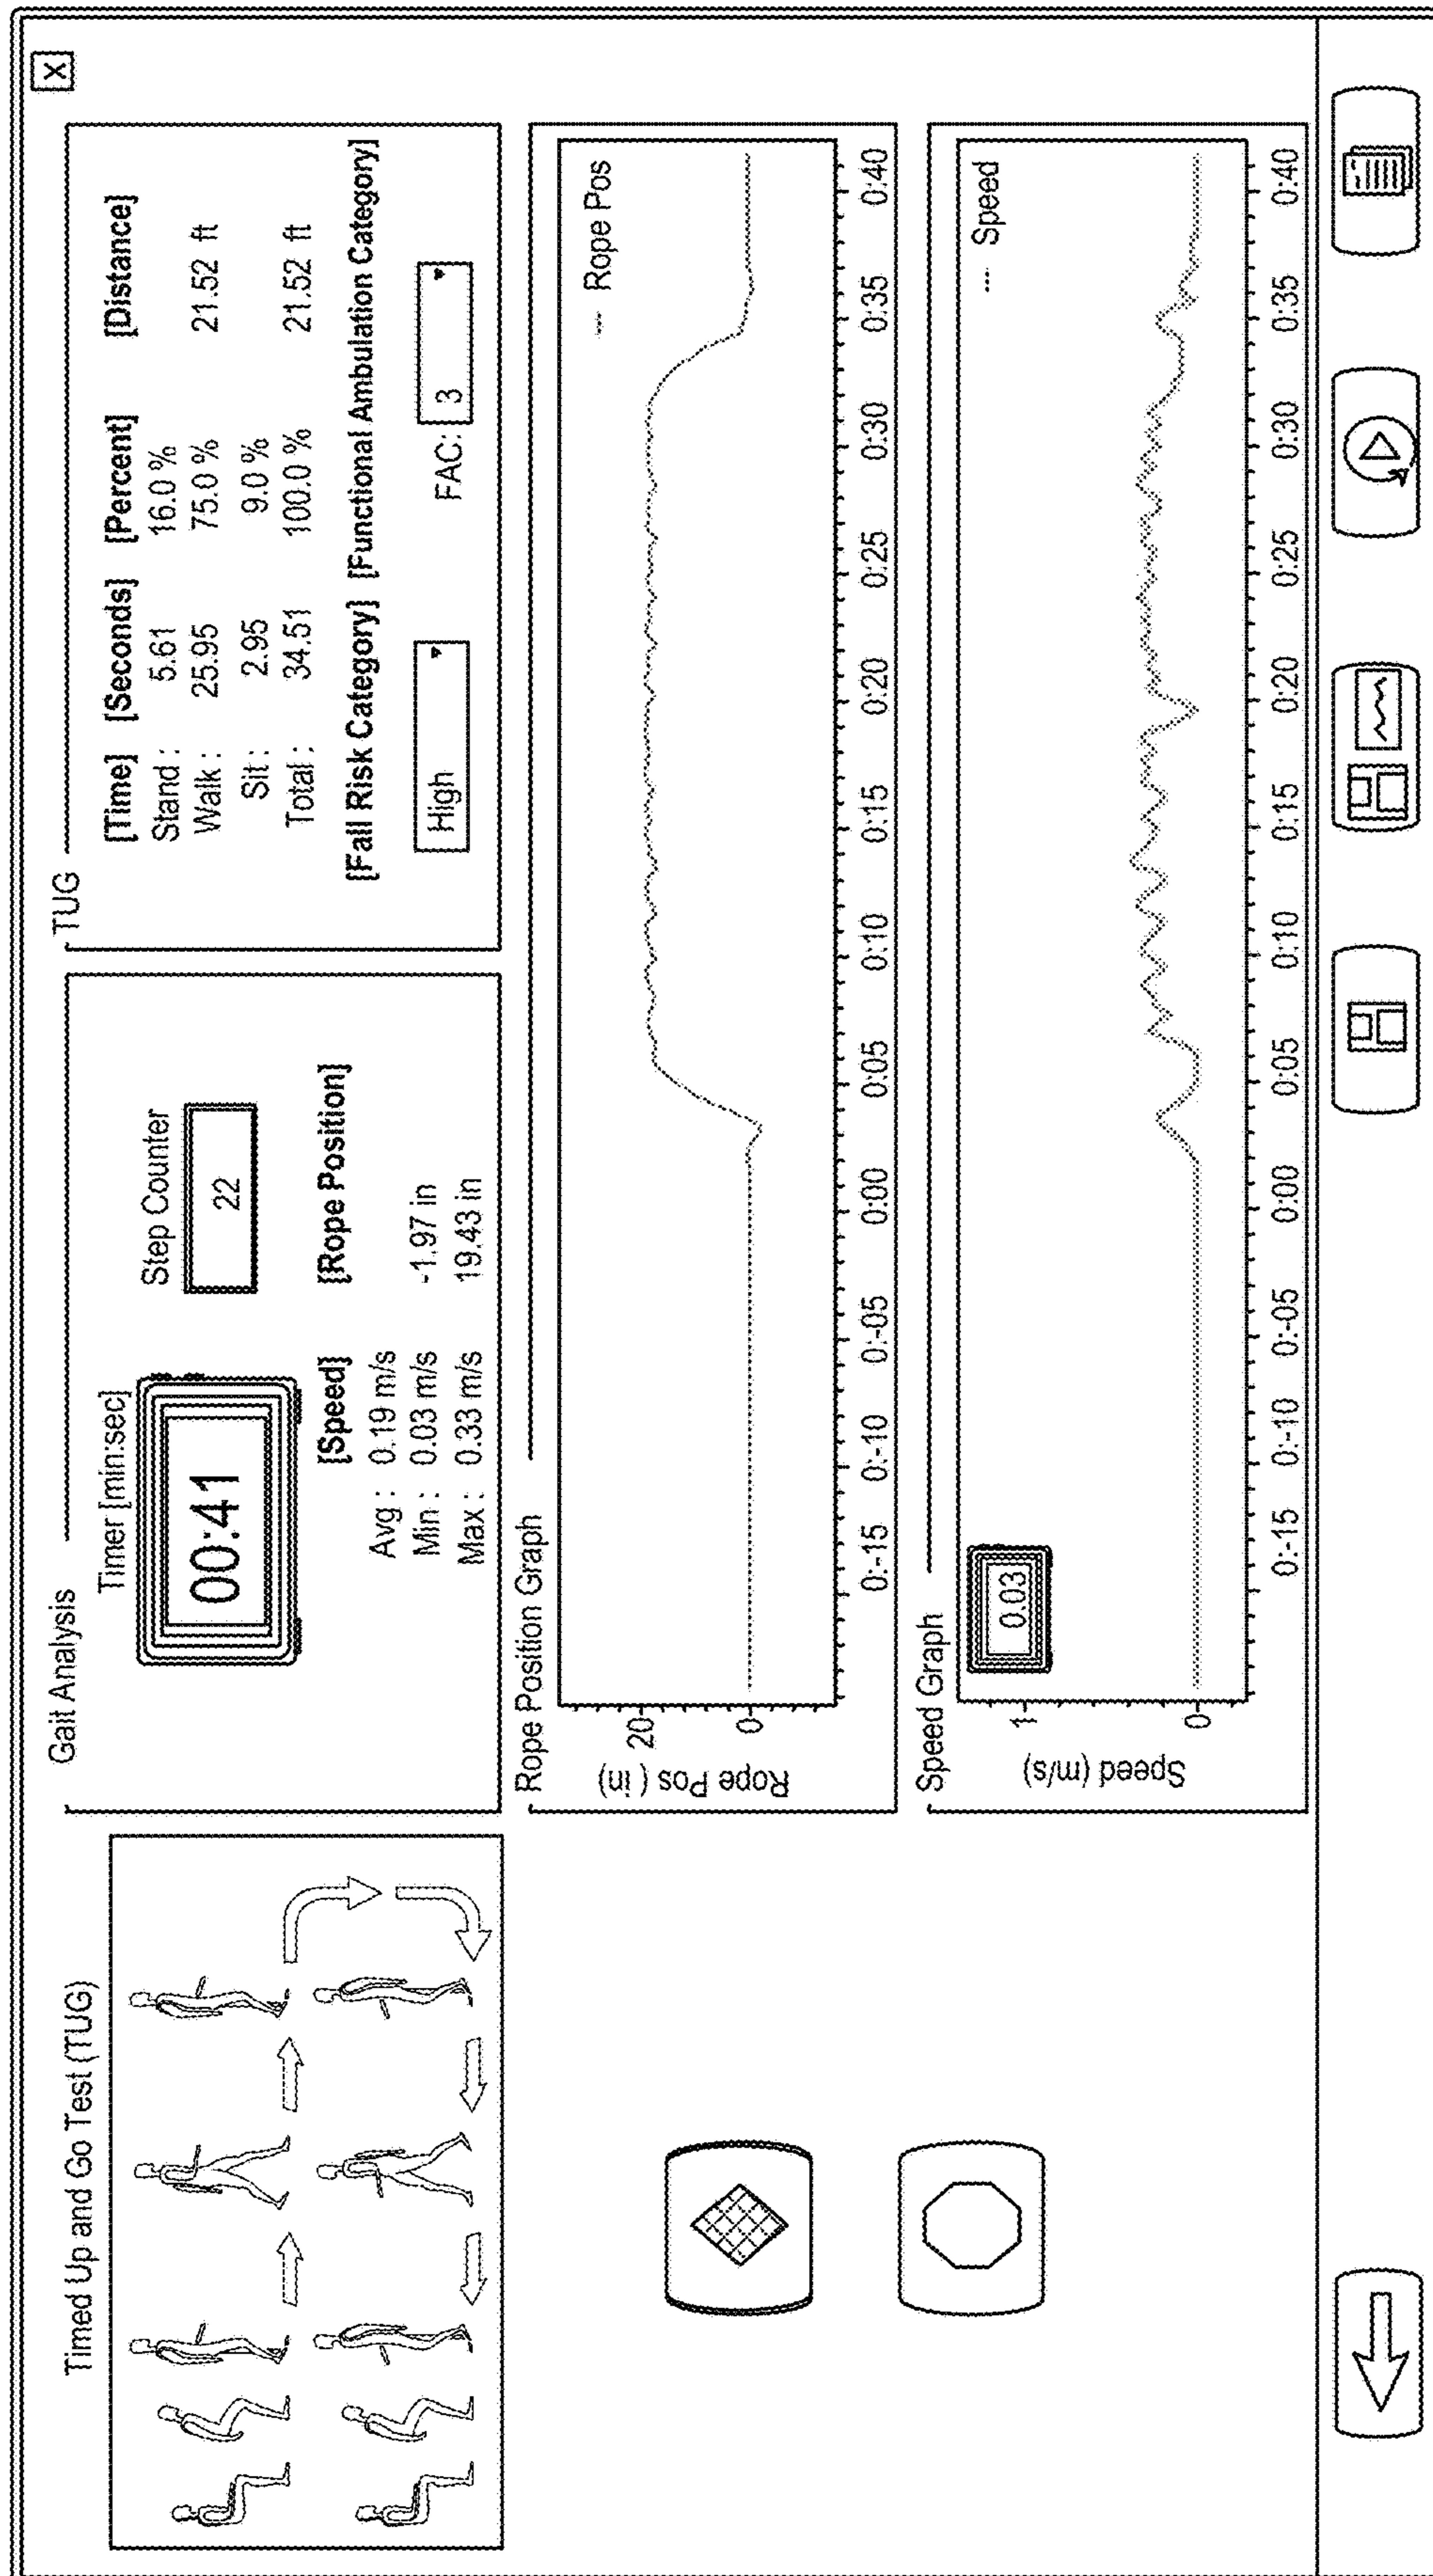 Timed Up and Go Test (TUG)
Gait Analysis
Timer [min:sec]
00:41
Step Counter
22
[Speed] [Rope Position]
Avg : 0.19 m/s
Min : 0.03 m/s -1.97 in
Max : 0.33 m/s 19.43 in
TUG
[Time] [Seconds] [Percent] [Distance]
Stand : 5.61 16.0 %
Walk : 25.95 75.0 % 21.52 ft
Sit : 2.95 9.0 %
Total : 34.51 100.0 % 21.52 ft
[Fall Risk Category] [Functional Ambulation Category]
High FAC: 3
X
Rope Position Graph
Rope Pos
Rope Pos ( in)
20
0
0:-15 0:-10 0:-05 0:00 0:05 0:10 0:15 0:20 0:25 0:30 0:35 0:40
Speed Graph
0.03
Speed
Speed (m/s)
1
0
0:-15 0:-10 0:-05 0:00 0:05 0:10 0:15 0:20 0:25 0:30 0:35 0:40